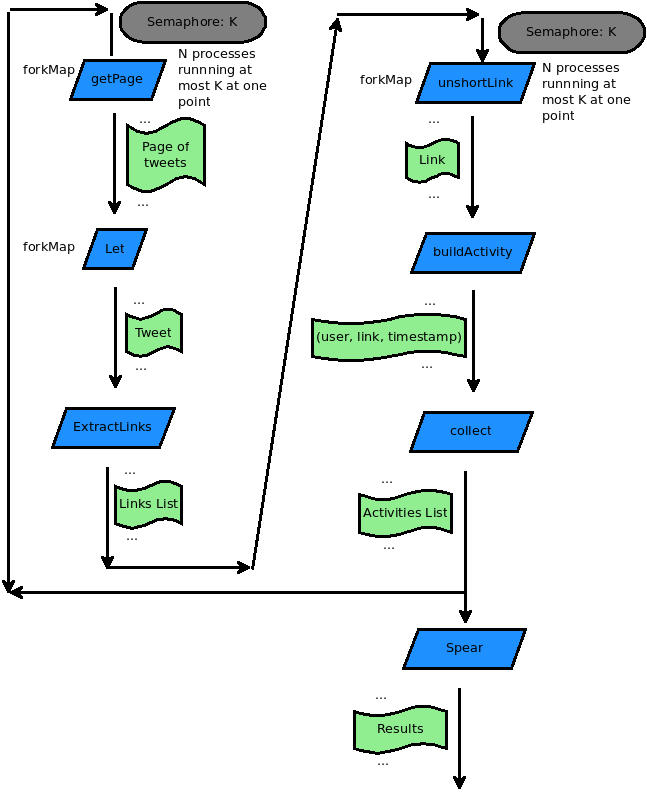 Semaphore: K
forkMap
getPage
N processes
runnning at
most K at one
point
...
Page of
tweets
...
forkMap
Let
...
Tweet
...
ExtractLinks
...
Links List
...
Semaphore: K
forkMap
unshortLink
N processes
runnning at
most K at one
point
...
Link
...
buildActivity
...
(user, link, timestamp)
...
collect
...
Activities List
...
Spear
...
Results
...